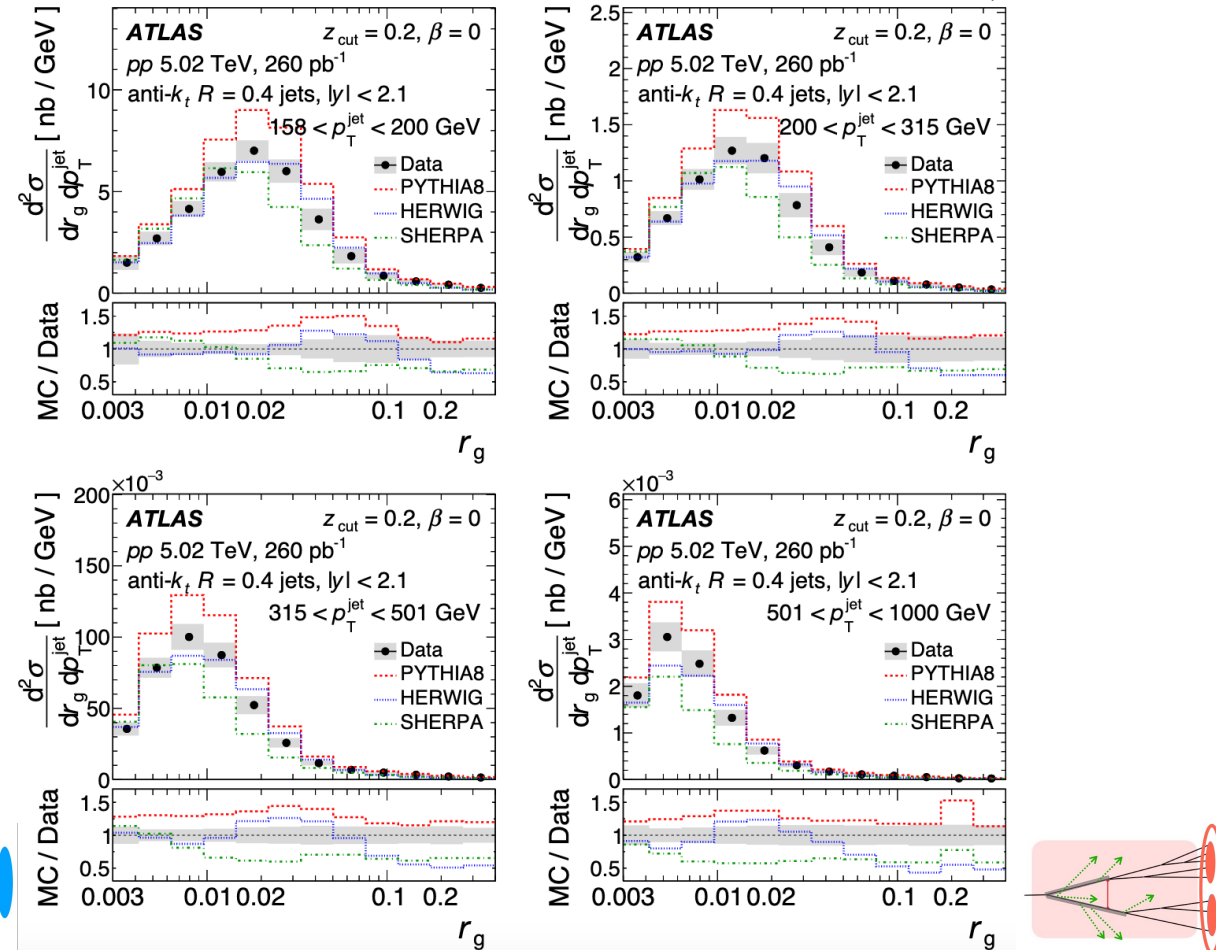 ATLAS z_cut = 0.2, β = 0
pp 5.02 TeV, 260 pb⁻¹
anti-k_t R = 0.4 jets, |y| < 2.1
158 < p_T^jet < 200 GeV
Data
PYTHIA8
HERWIG
SHERPA
d²σ / dr_g dp_T^jet [ nb / GeV ]
10
5
0
MC / Data
1.5
1
0.5
0.003 0.01 0.02 0.1 0.2
r_g
ATLAS z_cut = 0.2, β = 0
pp 5.02 TeV, 260 pb⁻¹
anti-k_t R = 0.4 jets, |y| < 2.1
200 < p_T^jet < 315 GeV
Data
PYTHIA8
HERWIG
SHERPA
d²σ / dr_g dp_T^jet [ nb / GeV ]
2.5
2
1.5
1
0.5
0
MC / Data
1.5
1
0.5
0.003 0.01 0.02 0.1 0.2
r_g
×10⁻³
ATLAS z_cut = 0.2, β = 0
pp 5.02 TeV, 260 pb⁻¹
anti-k_t R = 0.4 jets, |y| < 2.1
315 < p_T^jet < 501 GeV
Data
PYTHIA8
HERWIG
SHERPA
d²σ / dr_g dp_T^jet [ nb / GeV ]
200
150
100
50
0
MC / Data
1.5
1
0.5
0.003 0.01 0.02 0.1 0.2
r_g
×10⁻³
ATLAS z_cut = 0.2, β = 0
pp 5.02 TeV, 260 pb⁻¹
anti-k_t R = 0.4 jets, |y| < 2.1
501 < p_T^jet < 1000 GeV
Data
PYTHIA8
HERWIG
SHERPA
d²σ / dr_g dp_T^jet [ nb / GeV ]
6
5
4
3
2
1
0
MC / Data
1.5
1
0.5
0.003 0.01 0.02 0.1 0.2
r_g